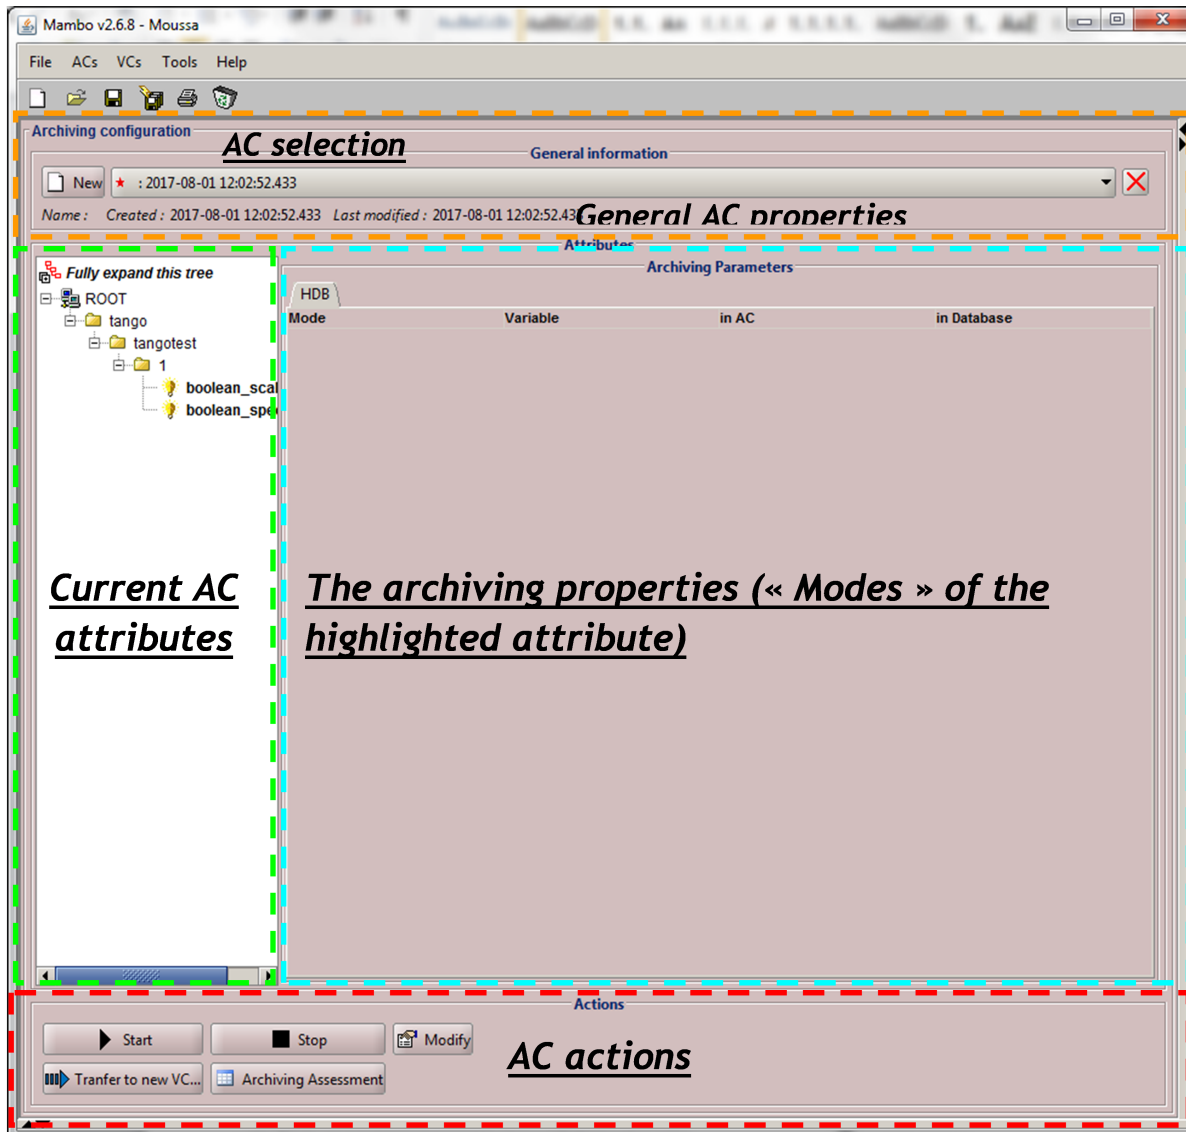 Mambo v2.6.8 - Moussa
File ACs VCs Tools Help
Archiving configuration
AC selection
General information
New : 2017-08-01 12:02:52.433
Name : Created : 2017-08-01 12:02:52.433 Last modified : 2017-08-01 12:02:52.433
General AC properties
Attributes
Fully expand this tree
Archiving Parameters
ROOT
HDB
Mode Variable in AC in Database
tango
tangotest
1
boolean_scal
boolean_spe
Current AC
attributes
The archiving properties (« Modes » of the
highlighted attribute)
Actions
Start Stop Modify
AC actions
Tranfer to new VC... Archiving Assessment